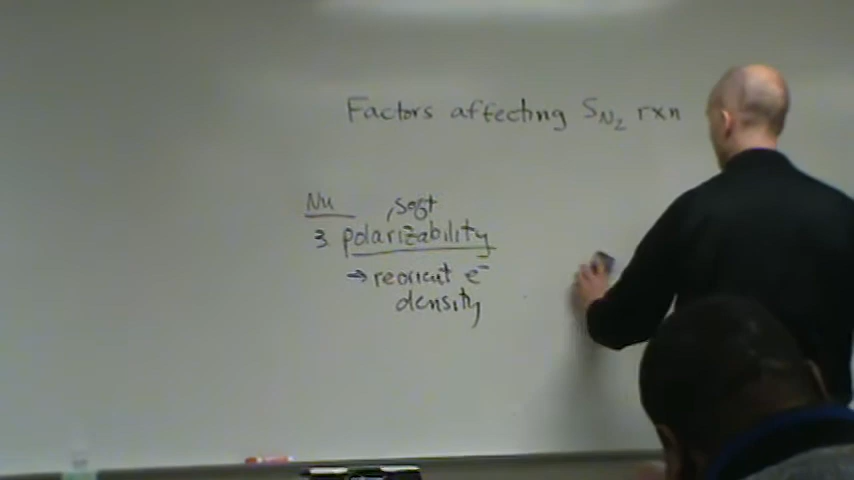 Factors affecting SN2 rxn
Nu
, soft
3 polarizability
→ reorient e⁻
density